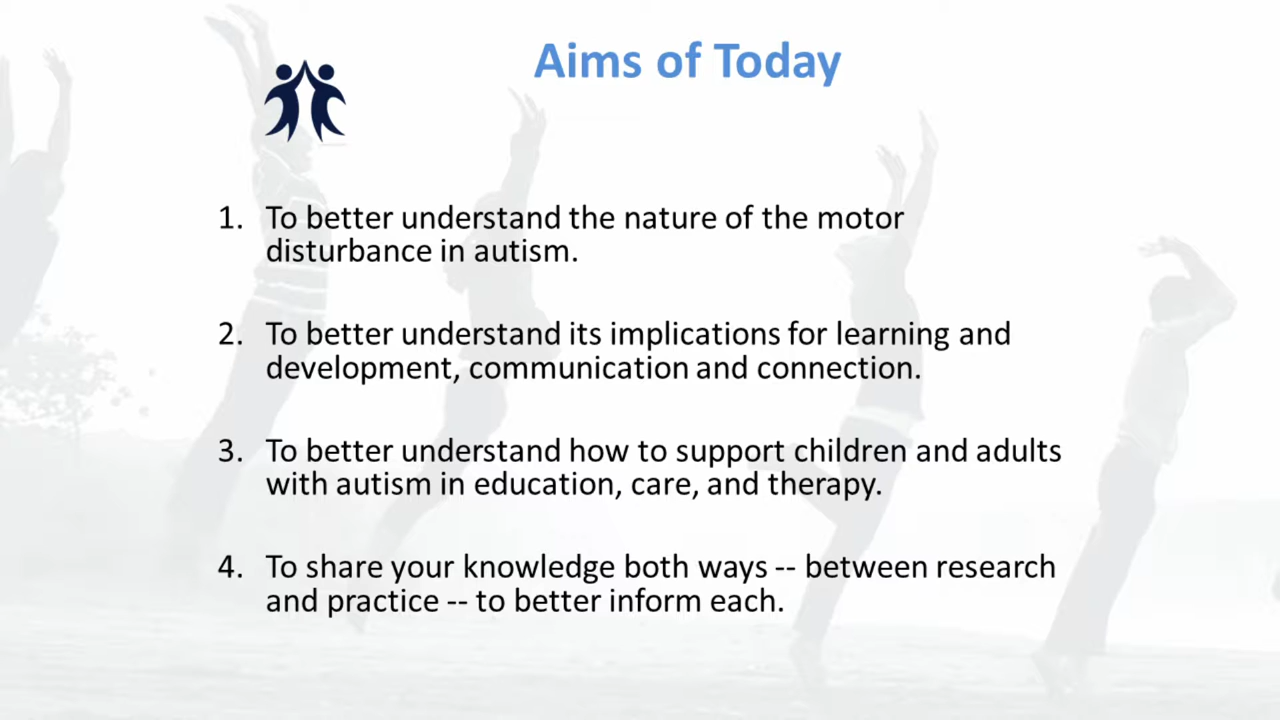 Aims of Today
1. To better understand the nature of the motor
disturbance in autism.
2. To better understand its implications for learning and
development, communication and connection.
3. To better understand how to support children and adults
with autism in education, care, and therapy.
4. To share your knowledge both ways -- between research
and practice -- to better inform each.